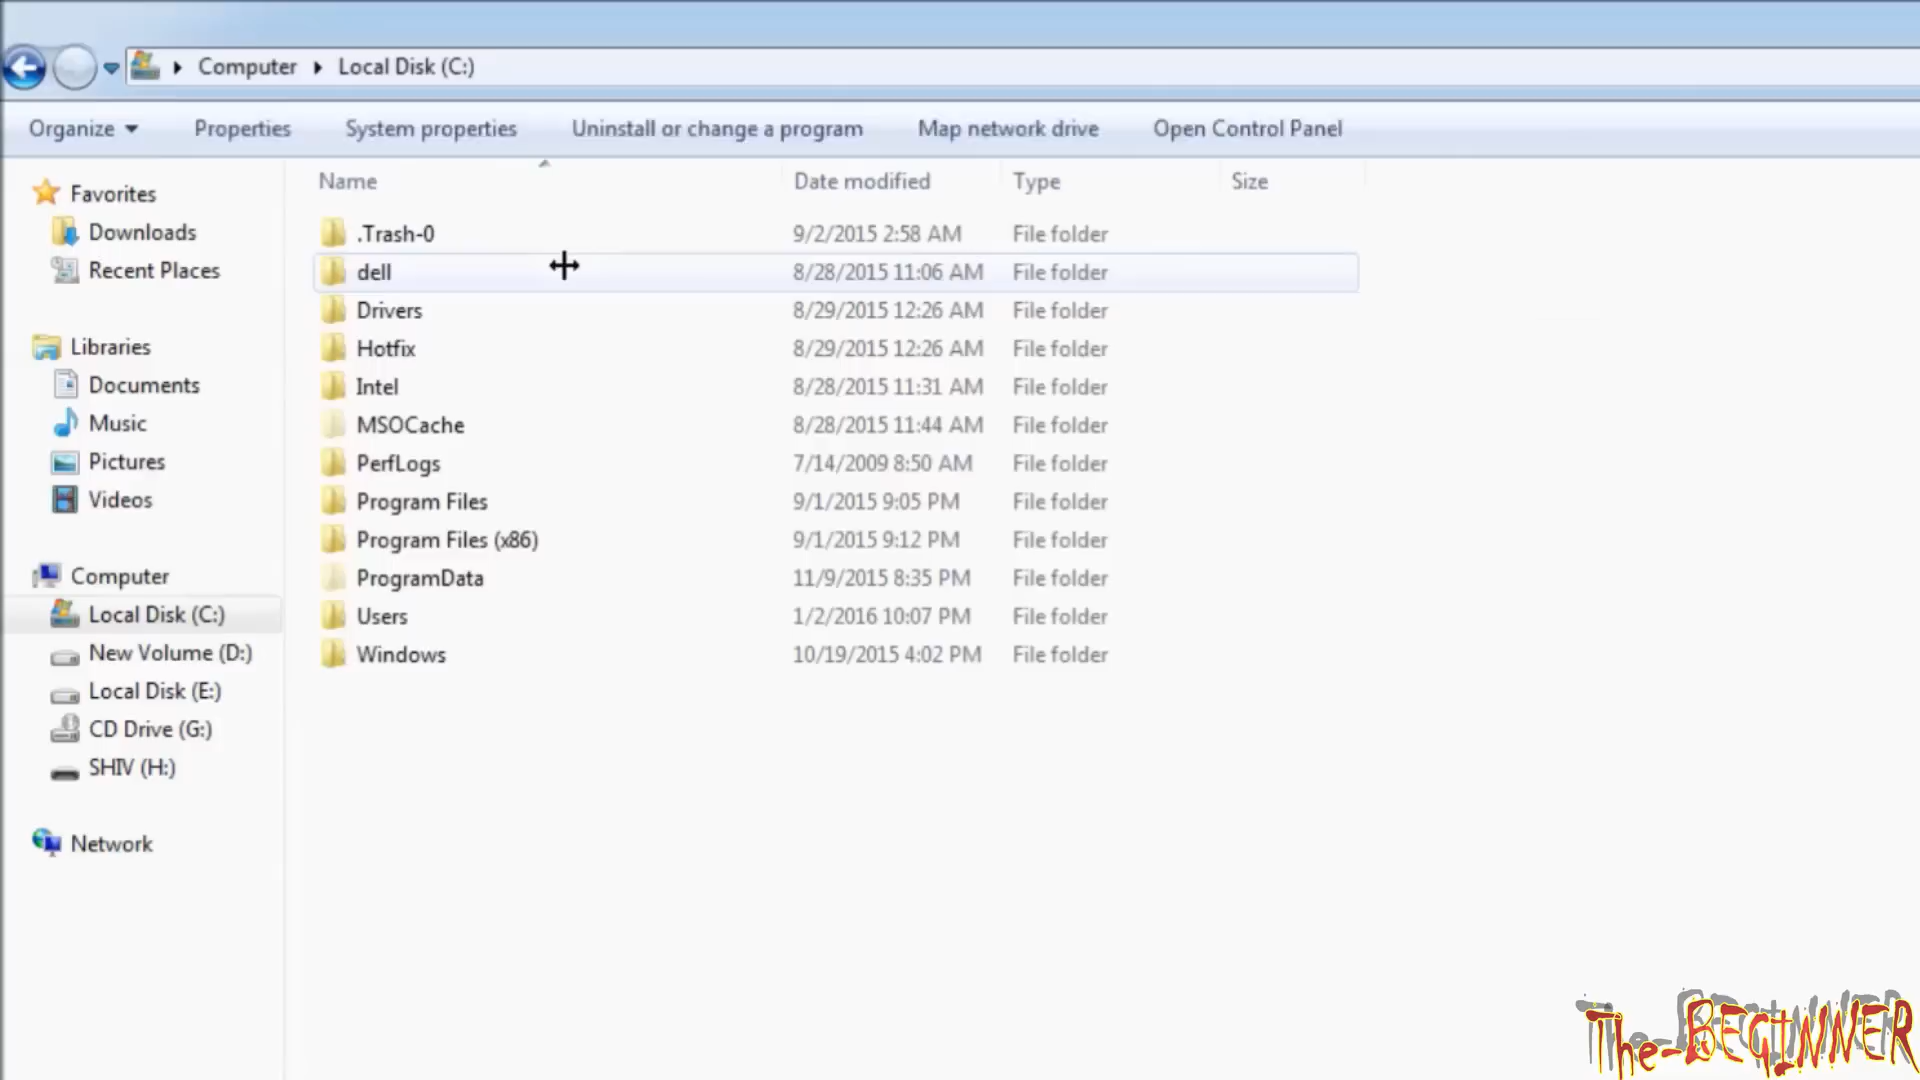 Computer Local Disk (C:)
Organize Properties System properties Uninstall or change a program Map network drive Open Control Panel
Favorites
Downloads
Recent Places
Libraries
Documents
Music
Pictures
Videos
Computer
Local Disk (C:)
New Volume (D:)
Local Disk (E:)
CD Drive (G:)
SHIV (H:)
Network
Name Date modified Type Size
.Trash-0 9/2/2015 2:58 AM File folder
dell 8/28/2015 11:06 AM File folder
Drivers 8/29/2015 12:26 AM File folder
Hotfix 8/29/2015 12:26 AM File folder
Intel 8/28/2015 11:31 AM File folder
MSOCache 8/28/2015 11:44 AM File folder
PerfLogs 7/14/2009 8:50 AM File folder
Program Files 9/1/2015 9:05 PM File folder
Program Files (x86) 9/1/2015 9:12 PM File folder
ProgramData 11/9/2015 8:35 PM File folder
Users 1/2/2016 10:07 PM File folder
Windows 10/19/2015 4:02 PM File folder
The-BEGINNER